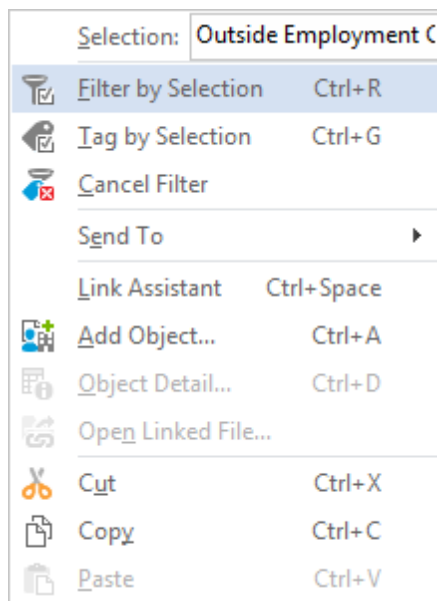 Selection: Outside Employment C
Filter by Selection Ctrl+R
Tag by Selection Ctrl+G
Cancel Filter
Send To
Link Assistant Ctrl+Space
Add Object... Ctrl+A
Object Detail... Ctrl+D
Open Linked File...
Cut Ctrl+X
Copy Ctrl+C
Paste Ctrl+V